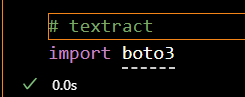 # textract
import boto3
0.0s